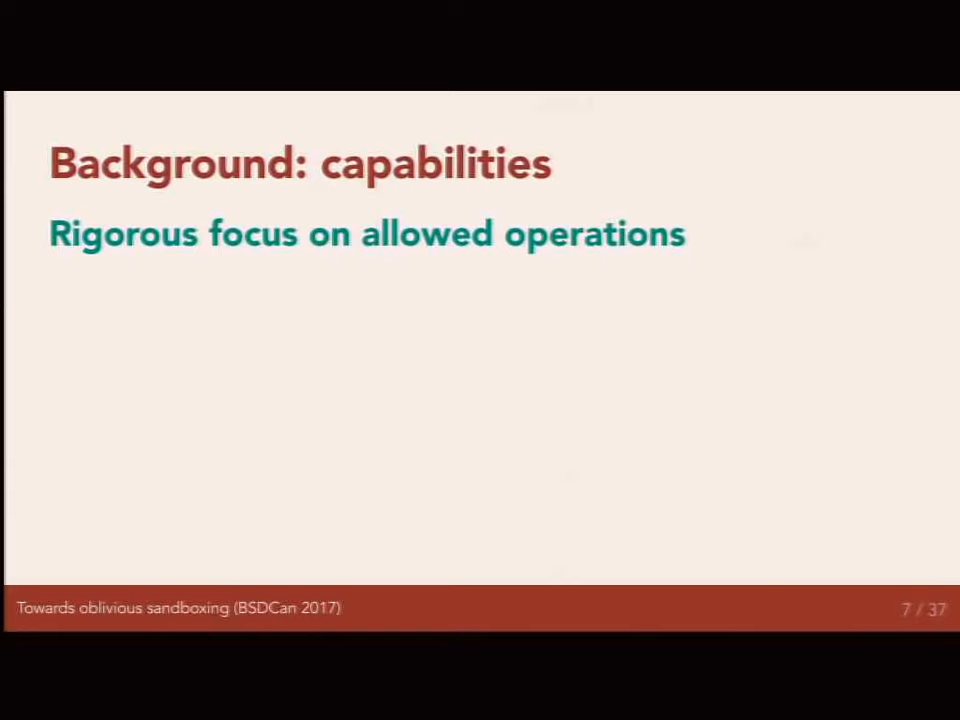 Background: capabilities
Rigorous focus on allowed operations
Towards oblivious sandboxing (BSDCan 2017)
7 / 37